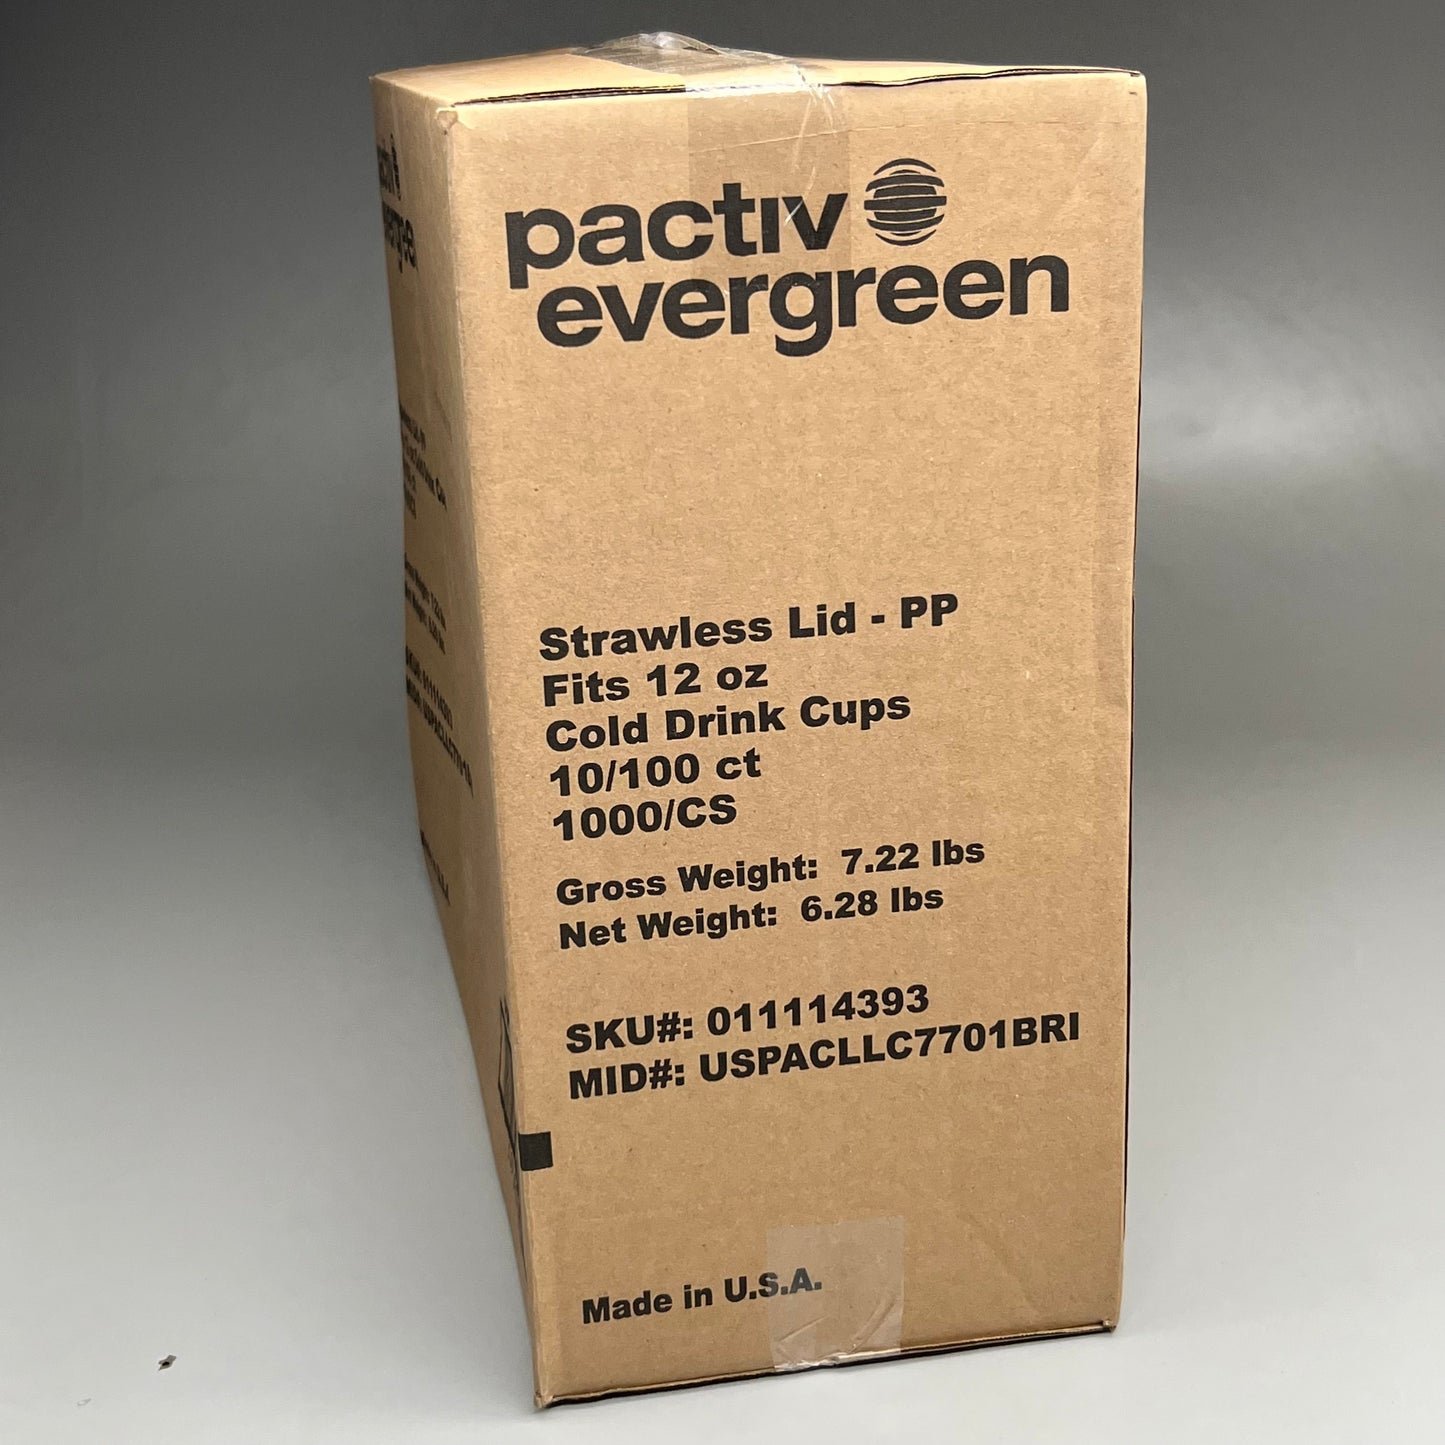 pactiv
evergreen
Strawless Lid - PP
Fits 12 oz
Cold Drink Cups
10/100 ct
1000/CS
Gross Weight: 7.22 lbs
Net Weight: 6.28 lbs
SKU#: 011114393
MID#: USPACLLC7701BRI
Made in U.S.A.